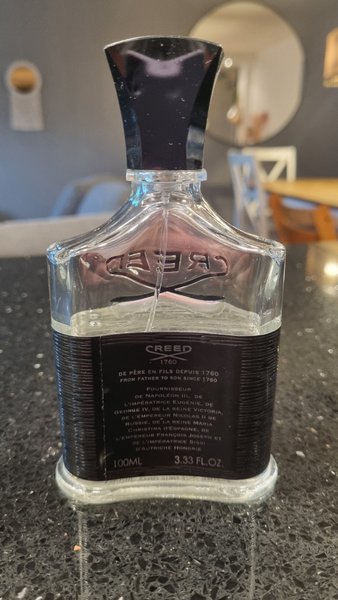 CREED
CREED
1760
DE PÈRE EN FILS DEPUIS 1760
FROM FATHER TO SON SINCE 1760
FOURNISSEUR
DE NAPOLÉON III, DE
L'IMPÉRATRICE EUGÉNIE, DE
GEORGE IV, DE LA REINE VICTORIA,
DE L'EMPEREUR NICOLAS II DE
RUSSIE, DE LA REINE MARIA
CHRISTINA D'ESPAGNE, DE
L'EMPEREUR FRANÇOIS JOSEPH ET
DE L'IMPÉRATRICE SISSI
D'AUTRICHE HONGRIE
100ML 3.33 FL.OZ.